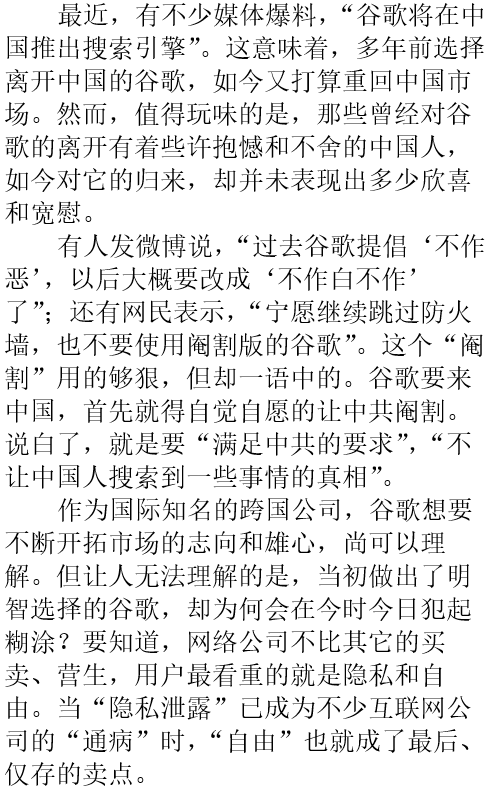 最近，有不少媒体爆料，“谷歌将在中
国推出搜索引擎”。这意味着，多年前选择
离开中国的谷歌，如今又打算重回中国市
场。然而，值得玩味的是，那些曾经对谷
歌的离开有着些许抱憾和不舍的中国人，
如今对它的归来，却并未表现出多少欣喜
和宽慰。
有人发微博说，“过去谷歌提倡‘不作
恶’，以后大概要改成‘不作白不作’
了”；还有网民表示，“宁愿继续跳过防火
墙，也不要使用阉割版的谷歌”。这个“阉
割”用的够狠，但却一语中的。谷歌要来
中国，首先就得自觉自愿的让中共阉割。
说白了，就是要“满足中共的要求”，“不
让中国人搜索到一些事情的真相”。
作为国际知名的跨国公司，谷歌想要
不断开拓市场的志向和雄心，尚可以理
解。但让人无法理解的是，当初做出了明
智选择的谷歌，却为何会在今时今日犯起
糊涂？要知道，网络公司不比其它的买
卖、营生，用户最看重的就是隐私和自
由。当“隐私泄露”已成为不少互联网公
司的“通病”时，“自由”也就成了最后、
仅存的卖点。